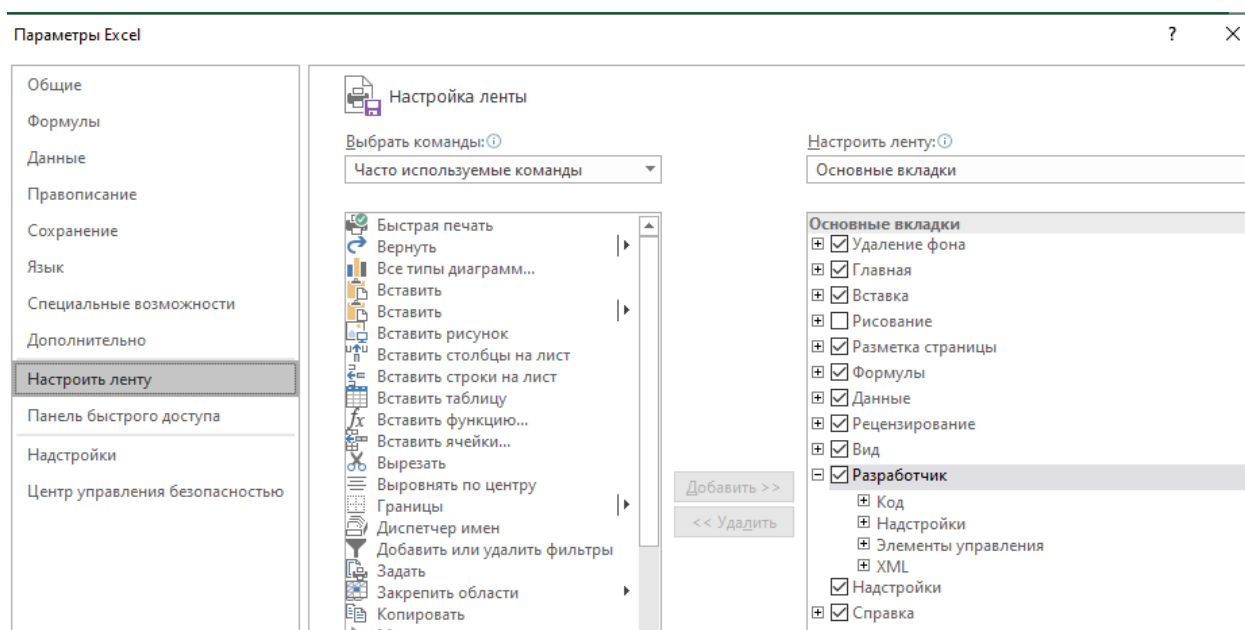 Параметры Excel
?
Общие
Формулы
Данные
Правописание
Сохранение
Язык
Специальные возможности
Дополнительно
Настроить ленту
Панель быстрого доступа
Надстройки
Центр управления безопасностью
Настройка ленты
Выбрать команды:
Часто используемые команды
Быстрая печать
Вернуть
Все типы диаграмм...
Вставить
Вставить
Вставить рисунок
Вставить столбцы на лист
Вставить строки на лист
Вставить таблицу
Вставить функцию...
Вставить ячейки...
Вырезать
Выровнять по центру
Границы
Диспетчер имен
Добавить или удалить фильтры
Задать
Закрепить области
Копировать
Добавить >>
<< Удалить
Настроить ленту:
Основные вкладки
Основные вкладки
Удаление фона
Главная
Вставка
Рисование
Разметка страницы
Формулы
Данные
Рецензирование
Вид
Разработчик
Код
Надстройки
Элементы управления
XML
Надстройки
Справка